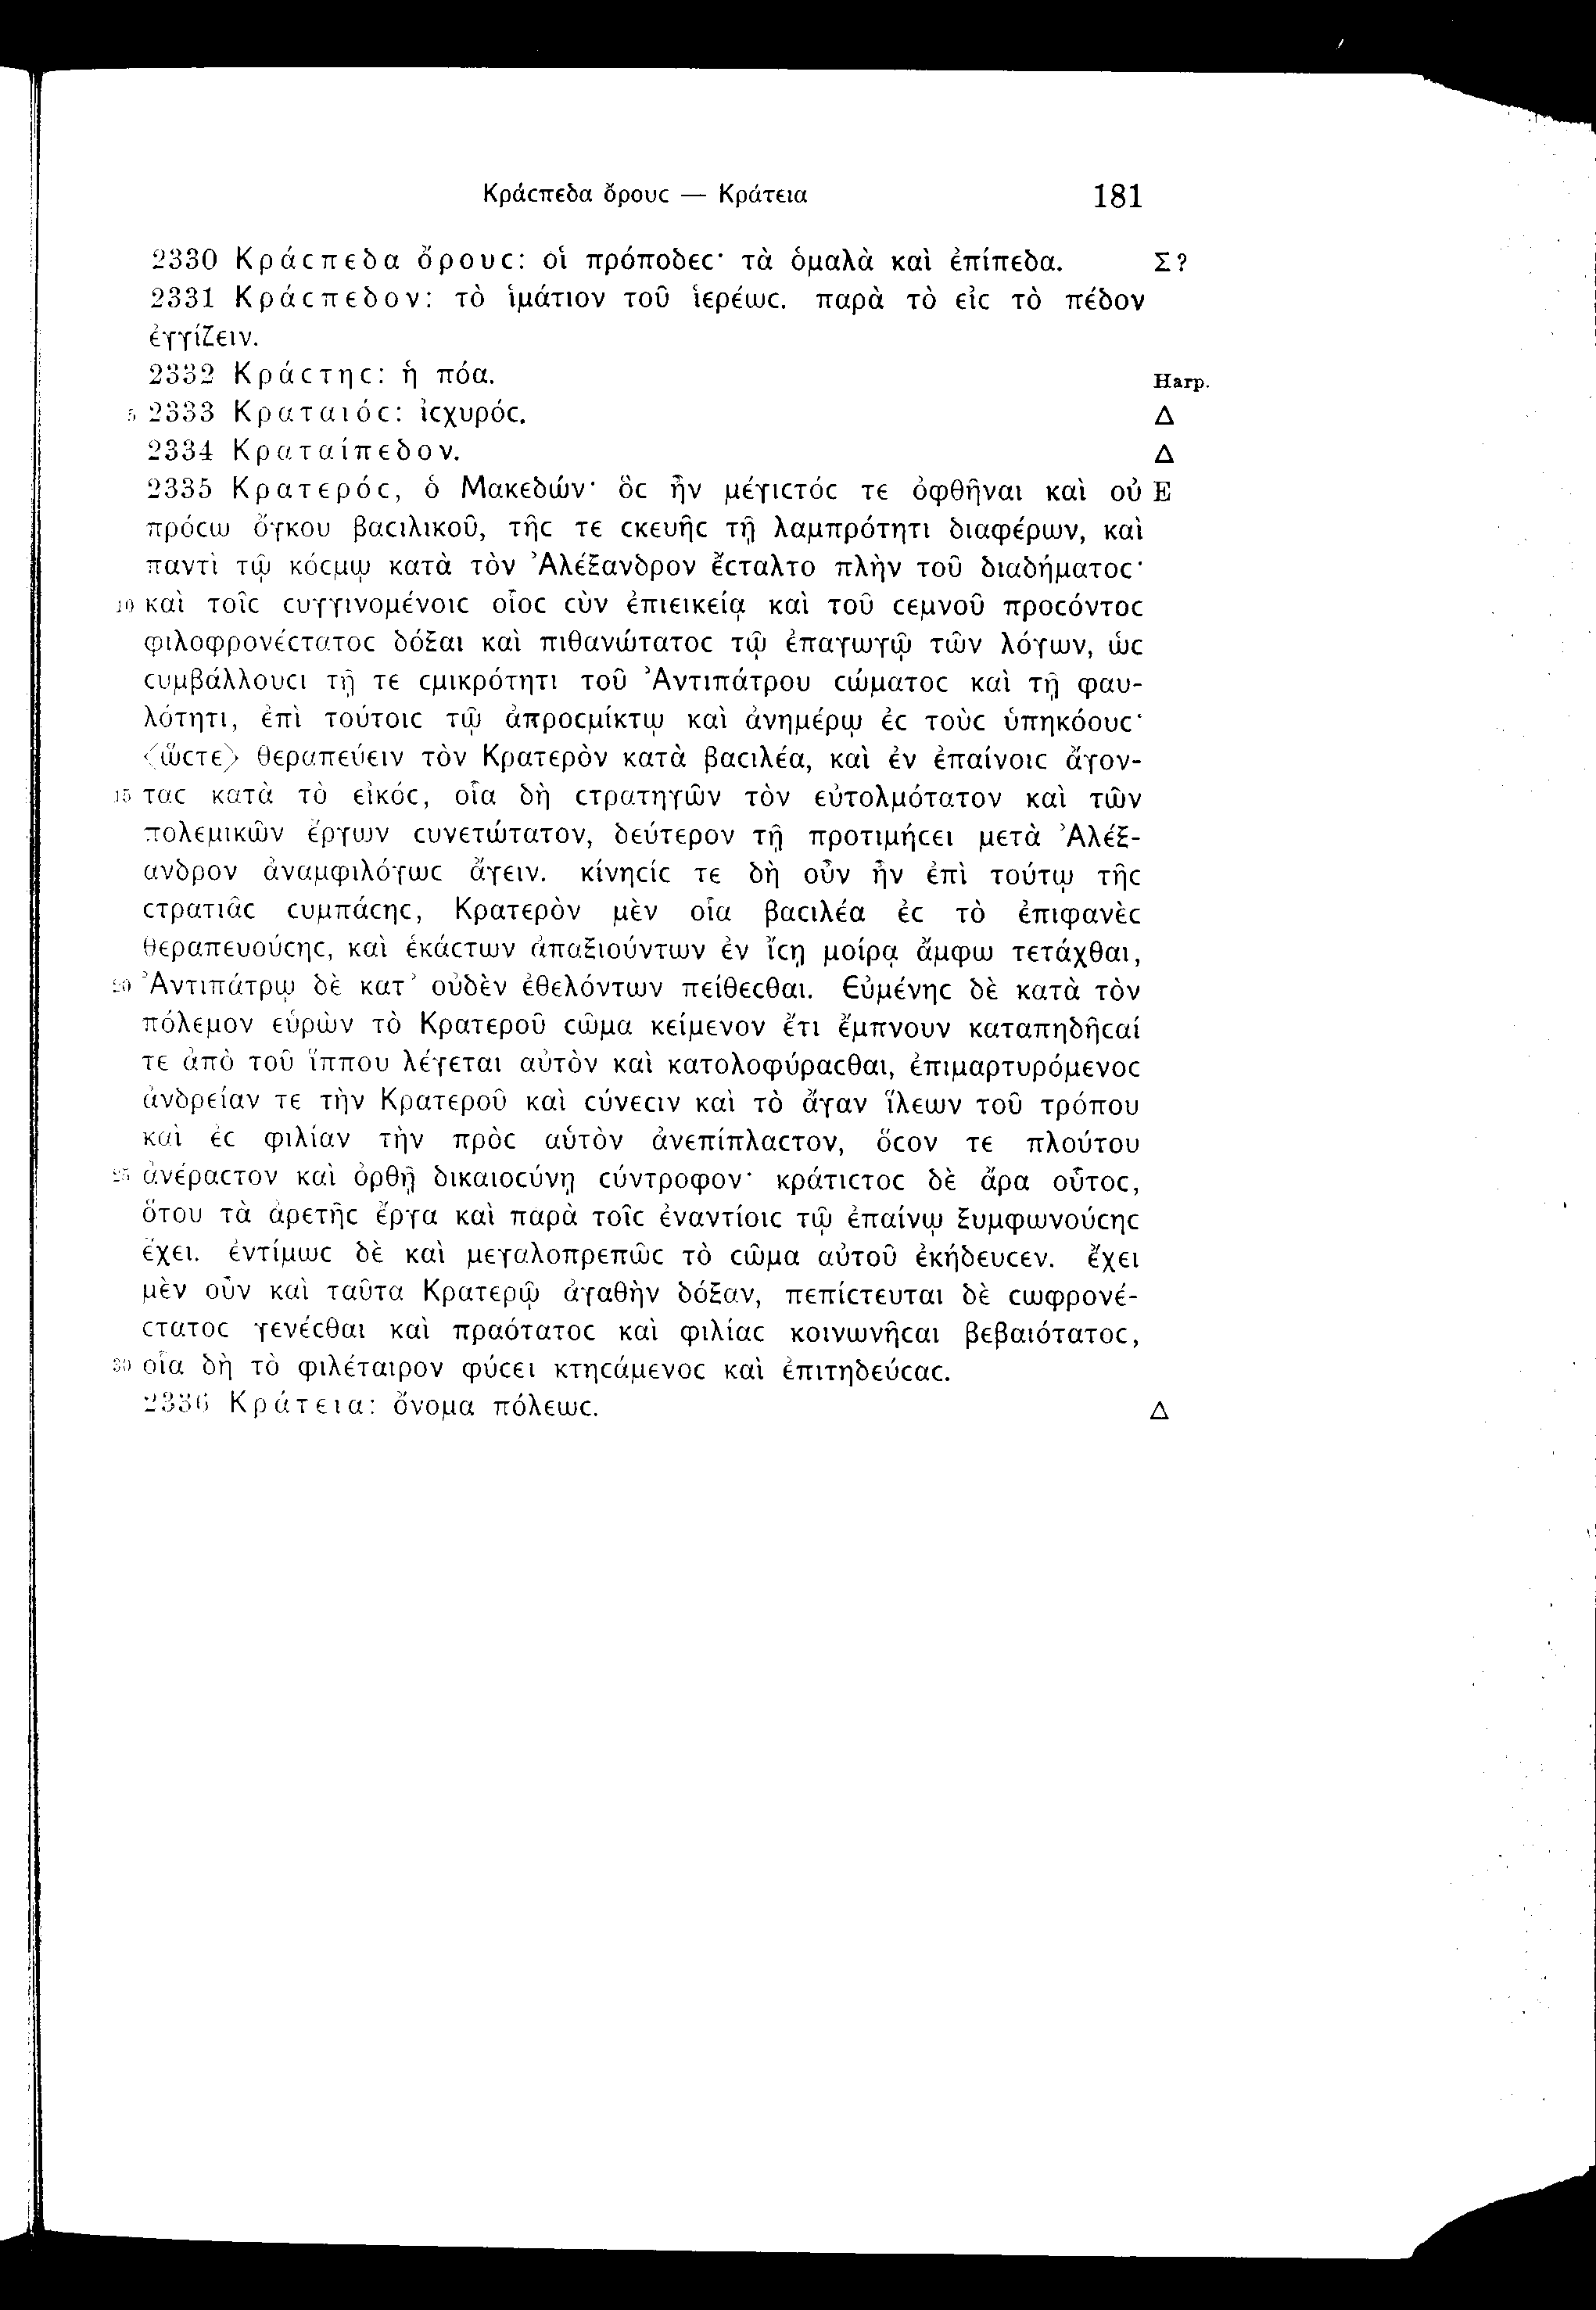 Κράϲπεδα ὄρουϲ — Κράτεια 181
2330 Κράϲπεδα ὄρουϲ: οἱ πρόποδεϲ· τὰ ὁμαλὰ καὶ ἐπίπεδα. Σ?
2331 Κράϲπεδον: τὸ ἱμάτιον τοῦ ἱερέωϲ. παρὰ τὸ εἰϲ τὸ πέδον
ἐγγίζειν.
2332 Κράϲτηϲ: ἡ πόα. Harp.
5 2333 Κραταιόϲ: ἰϲχυρόϲ. Δ
2334 Κραταίπεδον. Δ
2335 Κρατερόϲ, ὁ Μακεδών· ὃϲ ἦν μέγιϲτόϲ τε ὀφθῆναι καὶ οὐ E
πρόϲω ὄγκου βαϲιλικοῦ, τῆϲ τε ϲκευῆϲ τῇ λαμπρότητι διαφέρων, καὶ
παντὶ τῷ κόϲμῳ κατὰ τὸν Ἀλέξανδρον ἔϲταλτο πλὴν τοῦ διαδήματοϲ·
10 καὶ τοῖϲ ϲυγγινομένοιϲ οἷοϲ ϲὺν ἐπιεικείᾳ καὶ τοῦ ϲεμνοῦ προϲόντοϲ
φιλοφρονέϲτατοϲ δόξαι καὶ πιθανώτατοϲ τῷ ἐπαγωγῷ τῶν λόγων, ὡϲ
ϲυμβάλλουϲι τῇ τε ϲμικρότητι τοῦ Ἀντιπάτρου ϲώματοϲ καὶ τῇ φαυ-
λότητι, ἐπὶ τούτοιϲ τῷ ἀπροϲμίκτῳ καὶ ἀνημέρῳ ἐϲ τοὺϲ ὑπηκόουϲ·
〈ὥϲτε〉 θεραπεύειν τὸν Κρατερὸν κατὰ βαϲιλέα, καὶ ἐν ἐπαίνοιϲ ἄγον-
15 ταϲ κατὰ τὸ εἰκόϲ, οἷα δὴ ϲτρατηγῶν τὸν εὐτολμότατον καὶ τῶν
πολεμικῶν ἔργων ϲυνετώτατον, δεύτερον τῇ προτιμήϲει μετὰ Ἀλέξ-
ανδρον ἀναμφιλόγωϲ ἄγειν. κίνηϲίϲ τε δὴ οὖν ἦν ἐπὶ τούτῳ τῆϲ
ϲτρατιᾶϲ ϲυμπάϲηϲ, Κρατερὸν μὲν οἷα βαϲιλέα ἐϲ τὸ ἐπιφανὲϲ
θεραπευούϲηϲ, καὶ ἑκάϲτων ἀπαξιούντων ἐν ἴϲῃ μοίρᾳ ἄμφω τετάχθαι,
20 Ἀντιπάτρῳ δὲ κατ’ οὐδὲν ἐθελόντων πείθεϲθαι. Εὐμένηϲ δὲ κατὰ τὸν
πόλεμον εὑρὼν τὸ Κρατεροῦ ϲῶμα κείμενον ἔτι ἔμπνουν καταπηδῆϲαί
τε ἀπὸ τοῦ ἵππου λέγεται αὐτὸν καὶ κατολοφύραϲθαι, ἐπιμαρτυρόμενοϲ
ἀνδρείαν τε τὴν Κρατεροῦ καὶ ϲύνεϲιν καὶ τὸ ἄγαν ἵλεων τοῦ τρόπου
καὶ ἐϲ φιλίαν τὴν πρὸϲ αὐτὸν ἀνεπίπλαϲτον, ὅϲον τε πλούτου
25 ἀνέραϲτον καὶ ὀρθῇ δικαιοϲύνῃ ϲύντροφον· κράτιϲτοϲ δὲ ἄρα οὗτοϲ,
ὅτου τὰ ἀρετῆϲ ἔργα καὶ παρὰ τοῖϲ ἐναντίοιϲ τῷ ἐπαίνῳ ξυμφωνούϲηϲ
ἔχει. ἐντίμωϲ δὲ καὶ μεγαλοπρεπῶϲ τὸ ϲῶμα αὐτοῦ ἐκήδευϲεν. ἔχει
μὲν οὖν καὶ ταῦτα Κρατερῷ ἀγαθὴν δόξαν, πεπίϲτευται δὲ ϲωφρονέ-
ϲτατοϲ γενέϲθαι καὶ πραότατοϲ καὶ φιλίαϲ κοινωνῆϲαι βεβαιότατοϲ,
30 οἷα δὴ τὸ φιλέταιρον φύϲει κτηϲάμενοϲ καὶ ἐπιτηδεύϲαϲ.
2336 Κράτεια: ὄνομα πόλεωϲ. Δ